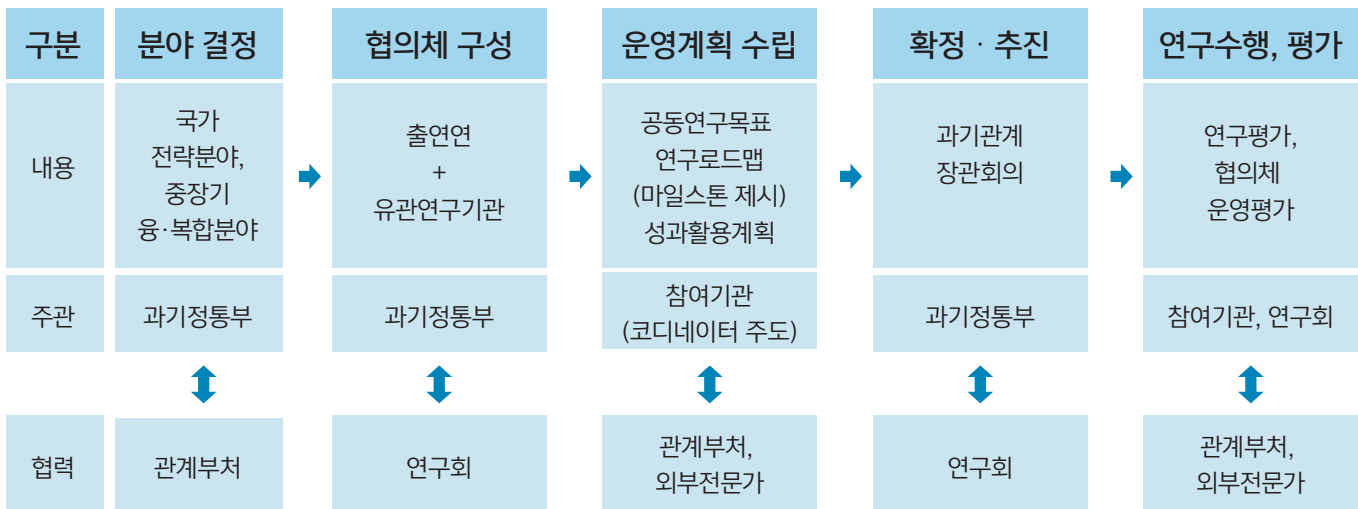 구분
분야 결정
협의체 구성
운영계획 수립
확정 · 추진
연구수행, 평가
내용
국가
전략분야,
중장기
융·복합분야
출연연
+
유관연구기관
공동연구목표
연구로드맵
(마일스톤 제시)
성과활용계획
과기관계
장관회의
연구평가,
협의체
운영평가
주관
과기정통부
과기정통부
참여기관
(코디네이터 주도)
과기정통부
참여기관, 연구회
협력
관계부처
연구회
관계부처,
외부전문가
연구회
관계부처,
외부전문가